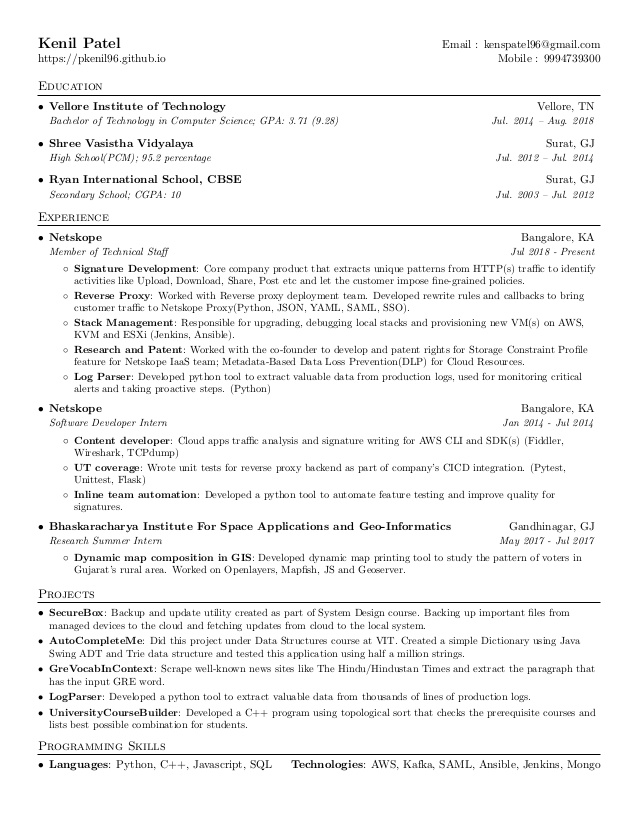 Kenil Patel
Email : kenspatel96@gmail.com
https://pkenil96.github.io
Mobile : 9994739300
Education
• Vellore Institute of Technology Vellore, TN
Bachelor of Technology in Computer Science; GPA: 3.71 (9.28) Jul. 2014 – Aug. 2018
• Shree Vasistha Vidyalaya Surat, GJ
High School(PCM); 95.2 percentage Jul. 2012 – Jul. 2014
• Ryan International School, CBSE Surat, GJ
Secondary School; CGPA: 10 Jul. 2003 – Jul. 2012
Experience
• Netskope Bangalore, KA
Member of Technical Staff Jul 2018 - Present
◦ Signature Development: Core company product that extracts unique patterns from HTTP(s) traffic to identify
activities like Upload, Download, Share, Post etc and let the customer impose fine-grained policies.
◦ Reverse Proxy: Worked with Reverse proxy deployment team. Developed rewrite rules and callbacks to bring
customer traffic to Netskope Proxy(Python, JSON, YAML, SAML, SSO).
◦ Stack Management: Responsible for upgrading, debugging local stacks and provisioning new VM(s) on AWS,
KVM and ESXi (Jenkins, Ansible).
◦ Research and Patent: Worked with the co-founder to develop and patent rights for Storage Constraint Profile
feature for Netskope IaaS team; Metadata-Based Data Loss Prevention(DLP) for Cloud Resources.
◦ Log Parser: Developed python tool to extract valuable data from production logs, used for monitoring critical
alerts and taking proactive steps. (Python)
• Netskope Bangalore, KA
Software Developer Intern Jan 2014 - Jul 2014
◦ Content developer: Cloud apps traffic analysis and signature writing for AWS CLI and SDK(s) (Fiddler,
Wireshark, TCPdump)
◦ UT coverage: Wrote unit tests for reverse proxy backend as part of company's CICD integration. (Pytest,
Unittest, Flask)
◦ Inline team automation: Developed a python tool to automate feature testing and improve quality for
signatures.
• Bhaskaracharya Institute For Space Applications and Geo-Informatics Gandhinagar, GJ
Research Summer Intern May 2017 - Jul 2017
◦ Dynamic map composition in GIS: Developed dynamic map printing tool to study the pattern of voters in
Gujarat's rural area. Worked on Openlayers, Mapfish, JS and Geoserver.
Projects
• SecureBox: Backup and update utility created as part of System Design course. Backing up important files from
managed devices to the cloud and fetching updates from cloud to the local system.
• AutoCompleteMe: Did this project under Data Structures course at VIT. Created a simple Dictionary using Java
Swing ADT and Trie data structure and tested this application using half a million strings.
• GreVocabInContext: Scrape well-known news sites like The Hindu/Hindustan Times and extract the paragraph that
has the input GRE word.
• LogParser: Developed a python tool to extract valuable data from thousands of lines of production logs.
• UniversityCourseBuilder: Developed a C++ program using topological sort that checks the prerequisite courses and
lists best possible combination for students.
Programming Skills
• Languages: Python, C++, Javascript, SQL Technologies: AWS, Kafka, SAML, Ansible, Jenkins, Mongo